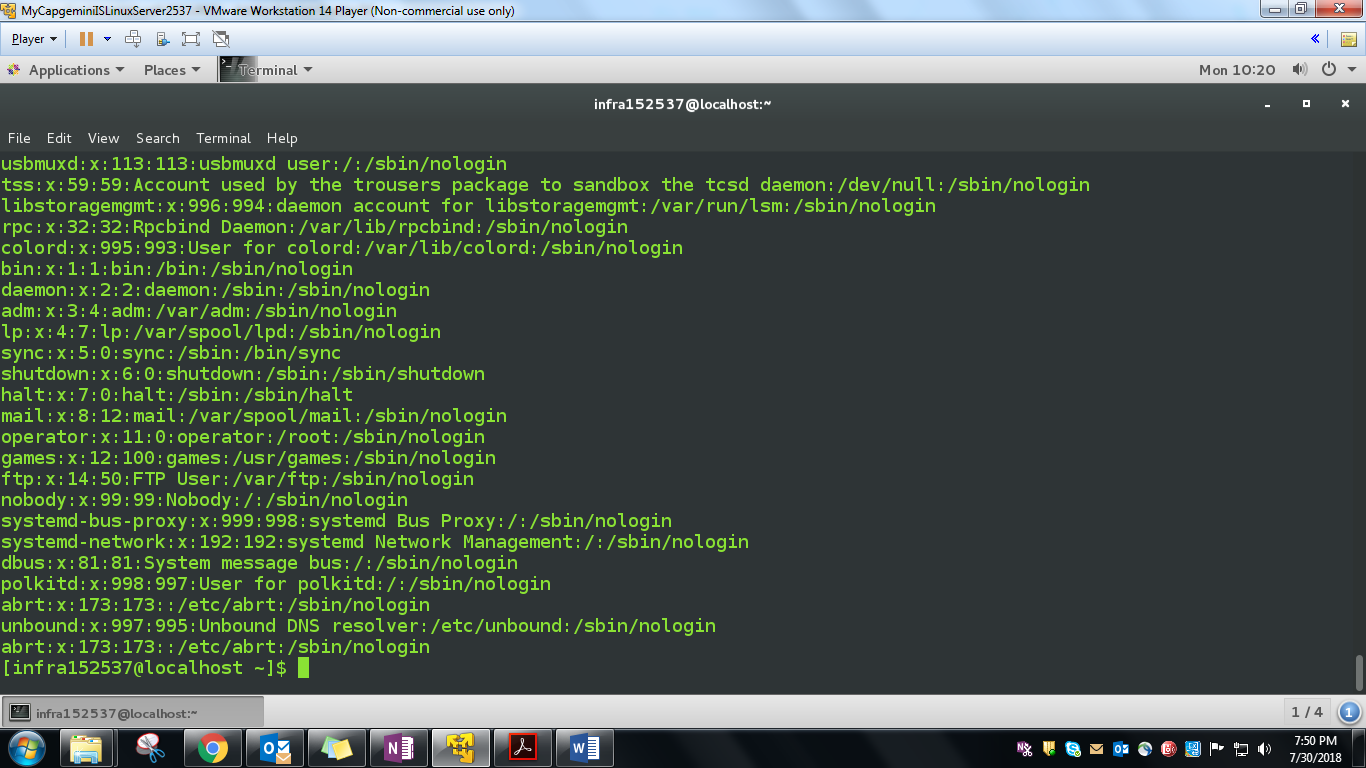 MyCapgeminiISLinuxServer2537 - VMware Workstation 14 Player (Non-commercial use only)
Player
Applications Places Terminal Mon 10:20
infra152537@localhost:~
File Edit View Search Terminal Help
usbmuxd:x:113:113:usbmuxd user:/:/sbin/nologin
tss:x:59:59:Account used by the trousers package to sandbox the tcsd daemon:/dev/null:/sbin/nologin
libstoragemgmt:x:996:994:daemon account for libstoragemgmt:/var/run/lsm:/sbin/nologin
rpc:x:32:32:Rpcbind Daemon:/var/lib/rpcbind:/sbin/nologin
colord:x:995:993:User for colord:/var/lib/colord:/sbin/nologin
bin:x:1:1:bin:/bin:/sbin/nologin
daemon:x:2:2:daemon:/sbin:/sbin/nologin
adm:x:3:4:adm:/var/adm:/sbin/nologin
lp:x:4:7:lp:/var/spool/lpd:/sbin/nologin
sync:x:5:0:sync:/sbin:/bin/sync
shutdown:x:6:0:shutdown:/sbin:/sbin/shutdown
halt:x:7:0:halt:/sbin:/sbin/halt
mail:x:8:12:mail:/var/spool/mail:/sbin/nologin
operator:x:11:0:operator:/root:/sbin/nologin
games:x:12:100:games:/usr/games:/sbin/nologin
ftp:x:14:50:FTP User:/var/ftp:/sbin/nologin
nobody:x:99:99:Nobody:/:/sbin/nologin
systemd-bus-proxy:x:999:998:systemd Bus Proxy:/:/sbin/nologin
systemd-network:x:192:192:systemd Network Management:/:/sbin/nologin
dbus:x:81:81:System message bus:/:/sbin/nologin
polkitd:x:998:997:User for polkitd:/:/sbin/nologin
abrt:x:173:173::/etc/abrt:/sbin/nologin
unbound:x:997:995:Unbound DNS resolver:/etc/unbound:/sbin/nologin
abrt:x:173:173::/etc/abrt:/sbin/nologin
[infra152537@localhost ~]$
infra152537@localhost:~ 1 / 4 1
7:50 PM
7/30/2018